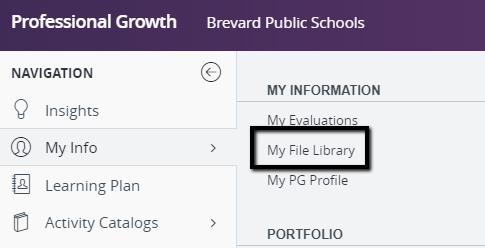 Professional Growth Brevard Public Schools
NAVIGATION
Insights
My Info
Learning Plan
Activity Catalogs
MY INFORMATION
My Evaluations
My File Library
My PG Profile
PORTFOLIO